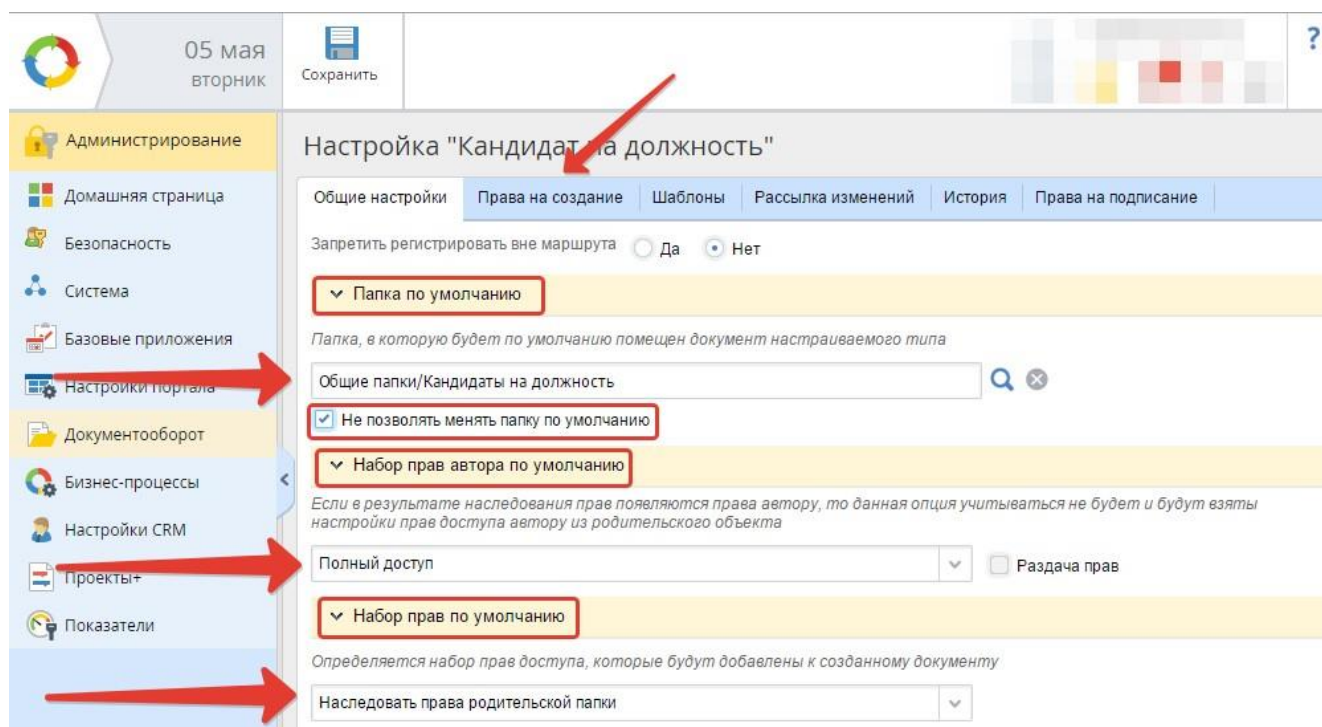 05 мая
вторник
Сохранить
?
Администрирование
Домашняя страница
Безопасность
Система
Базовые приложения
Настройки портала
Документооборот
Бизнес-процессы
Настройки CRM
Проекты+
Показатели
Настройка "Кандидат на должность"
Общие настройки Права на создание Шаблоны Рассылка изменений История Права на подписание
Запретить регистрировать вне маршрута Да Нет
Папка по умолчанию
Папка, в которую будет по умолчанию помещен документ настраиваемого типа
Общие папки/Кандидаты на должность
Не позволять менять папку по умолчанию
Набор прав автора по умолчанию
Если в результате наследования прав появляются права автору, то данная опция учитываться не будет и будут взяты
настройки прав доступа автору из родительского объекта
Полный доступ Раздача прав
Набор прав по умолчанию
Определяется набор прав доступа, которые будут добавлены к созданному документу
Наследовать права родительской папки